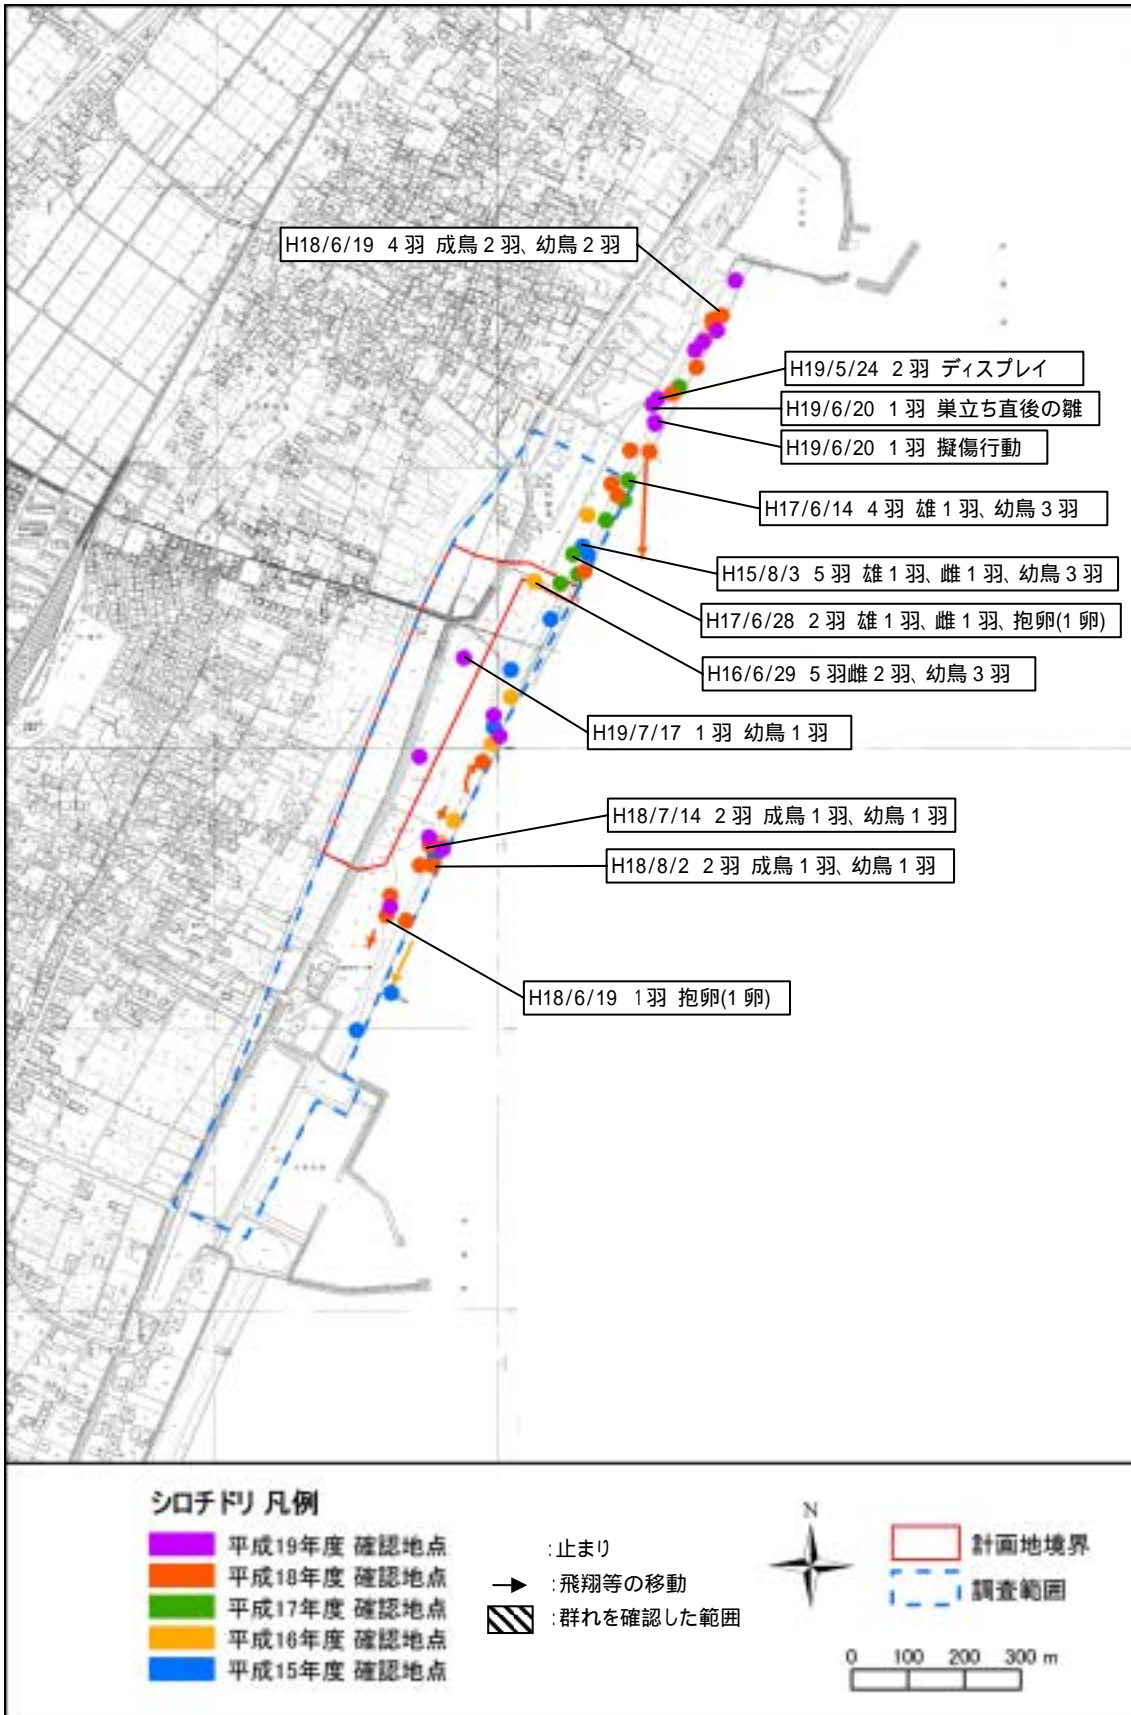 H18/6/19 4羽 成鳥2羽、幼鳥2羽
H19/5/24 2羽 ディスプレイ
H19/6/20 1羽 巣立ち直後の雛
H19/6/20 1羽 擬傷行動
H17/6/14 4羽 雄1羽、幼鳥3羽
H15/8/3 5羽 雄1羽、雌1羽、幼鳥3羽
H17/6/28 2羽 雄1羽、雌1羽、抱卵(1卵)
H16/6/29 5羽雌2羽、幼鳥3羽
H19/7/17 1羽 幼鳥1羽
H18/7/14 2羽 成鳥1羽、幼鳥1羽
H18/8/2 2羽 成鳥1羽、幼鳥1羽
H18/6/19 1羽 抱卵(1卵)
シロチドリ 凡例
平成19年度 確認地点
平成18年度 確認地点
平成17年度 確認地点
平成16年度 確認地点
平成15年度 確認地点
:止まり
:飛翔等の移動
:群れを確認した範囲
N
計画地境界
調査範囲
0 100 200 300 m